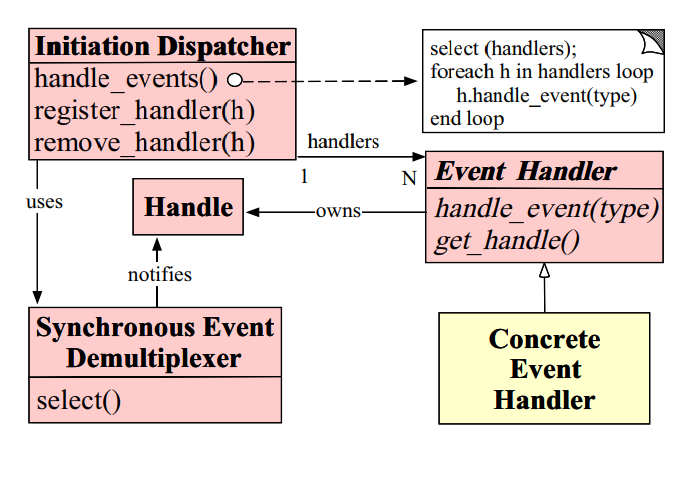 Initiation Dispatcher
handle_events()
register_handler(h)
remove_handler(h)
select (handlers);
foreach h in handlers loop
h.handle_event(type)
end loop
handlers
1
N
uses
Handle
owns
Event Handler
handle_event(type)
get_handle()
notifies
Synchronous Event
Demultiplexer
select()
Concrete
Event
Handler